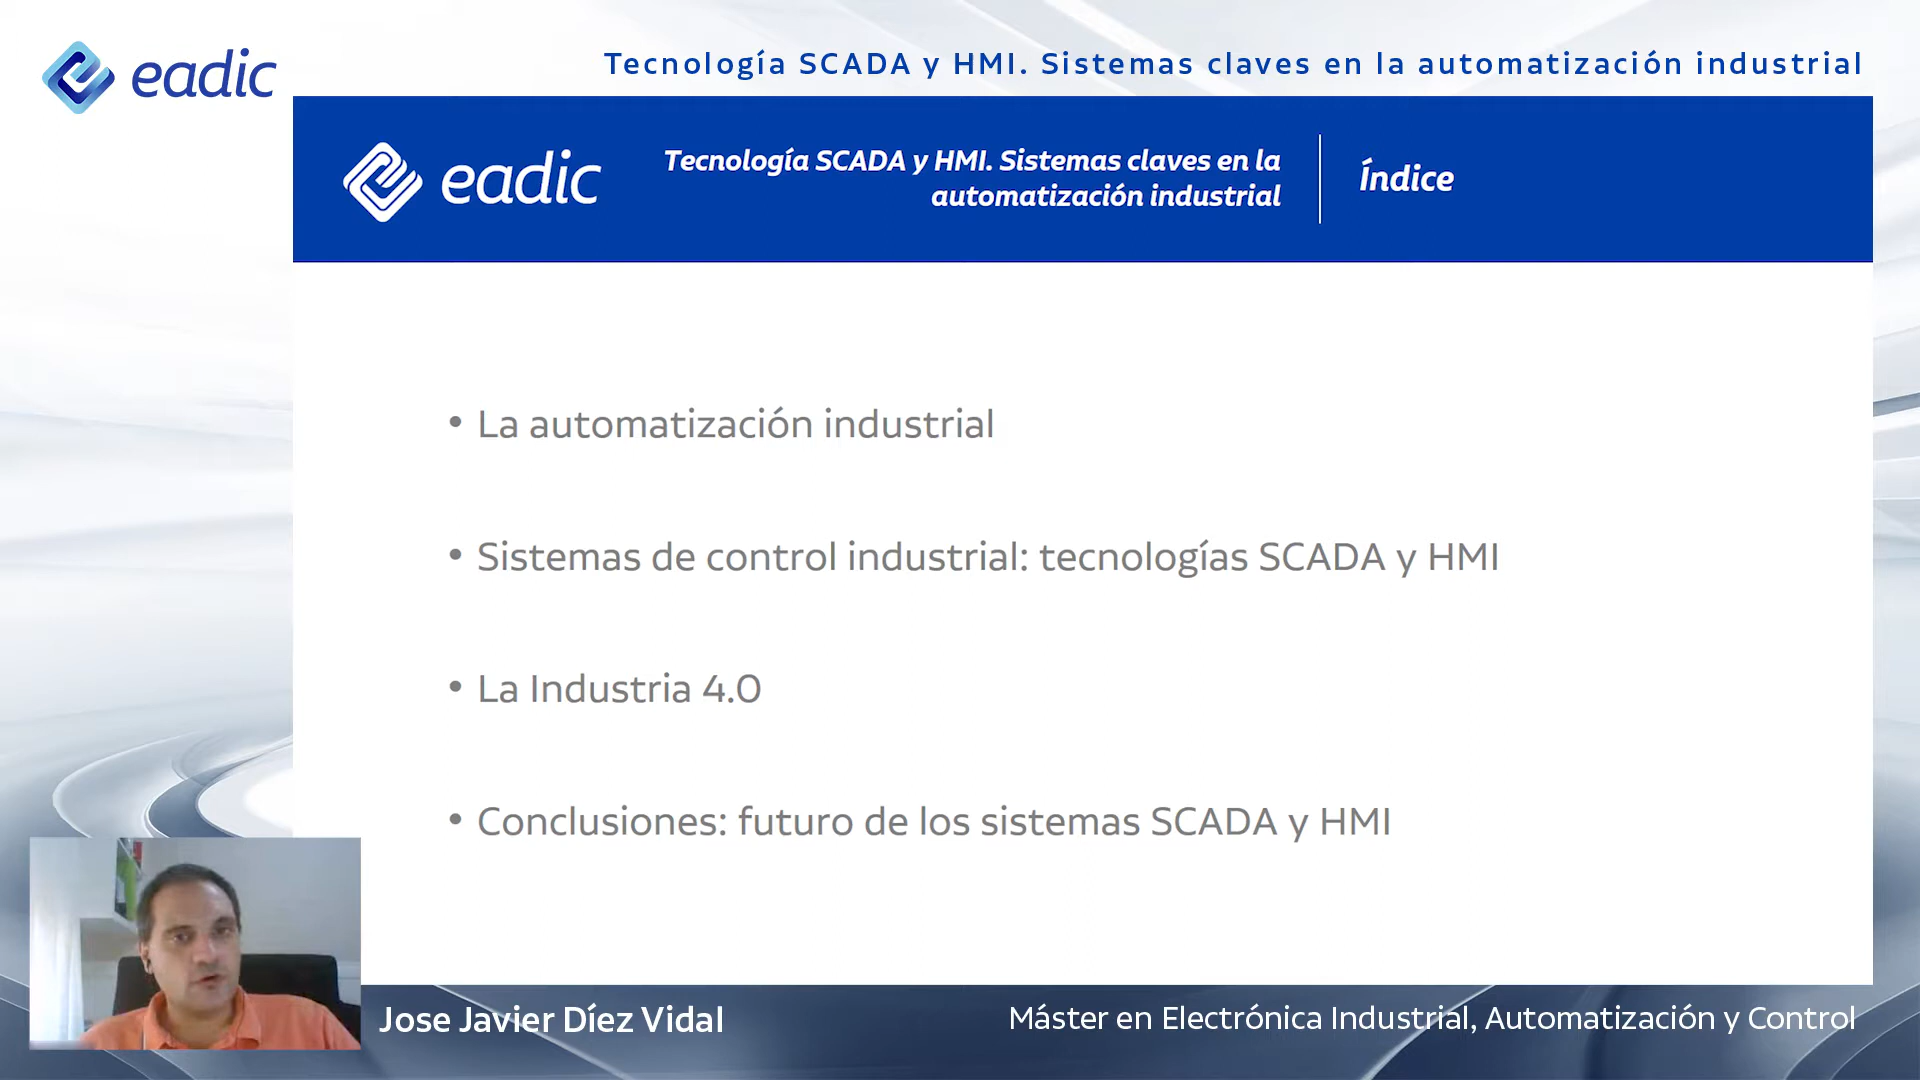 eadic
Tecnología SCADA y HMI. Sistemas claves en la automatización industrial
eadic
Tecnología SCADA y HMI. Sistemas claves en la
automatización industrial
Índice
• La automatización industrial
• Sistemas de control industrial: tecnologías SCADA y HMI
• La Industria 4.0
• Conclusiones: futuro de los sistemas SCADA y HMI
Jose Javier Díez Vidal
Máster en Electrónica Industrial, Automatización y Control